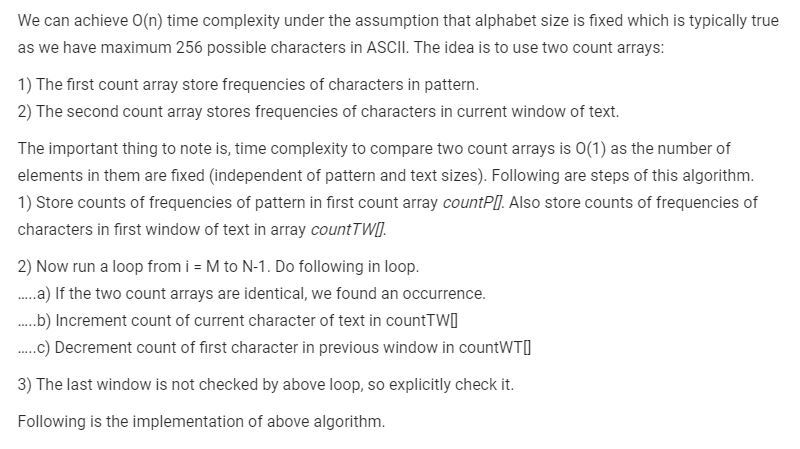 We can achieve O(n) time complexity under the assumption that alphabet size is fixed which is typically true
as we have maximum 256 possible characters in ASCII. The idea is to use two count arrays:
1) The first count array store frequencies of characters in pattern.
2) The second count array stores frequencies of characters in current window of text.
The important thing to note is, time complexity to compare two count arrays is O(1) as the number of
elements in them are fixed (independent of pattern and text sizes). Following are steps of this algorithm.
1) Store counts of frequencies of pattern in first count array countP[]. Also store counts of frequencies of
characters in first window of text in array countTW[].
2) Now run a loop from i = M to N-1. Do following in loop.
.....a) If the two count arrays are identical, we found an occurrence.
.....b) Increment count of current character of text in countTW[]
.....c) Decrement count of first character in previous window in countWT[]
3) The last window is not checked by above loop, so explicitly check it.
Following is the implementation of above algorithm.